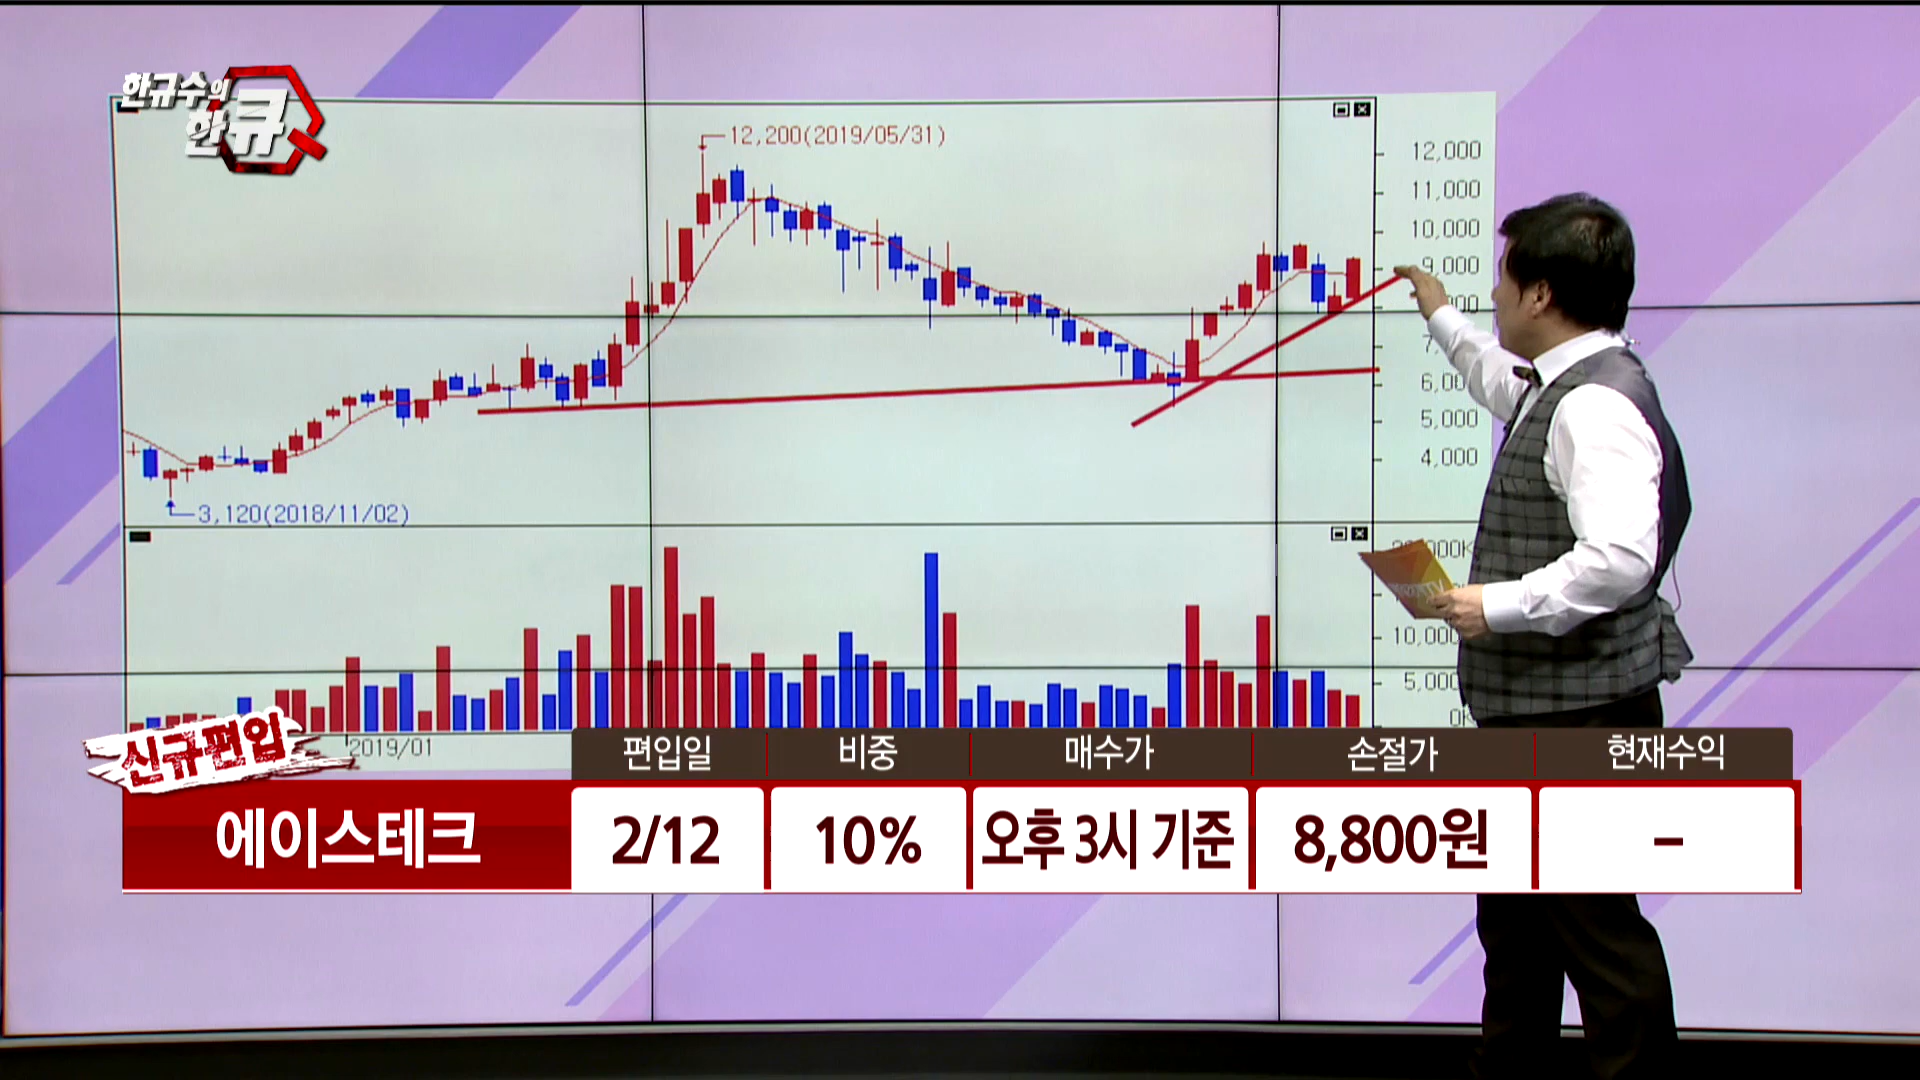 한규수의
한큐
12,200(2019/05/31)
12,000
11,000
10,000
9,000
6,00
5,000
4,000
3,120(2018/11/02)
10,000
5,000
0K
2019/01
신규편입
편입일
비중
매수가
손절가
현재수익
에이스테크
2/12
10%
오후 3시 기준
8,800원
-